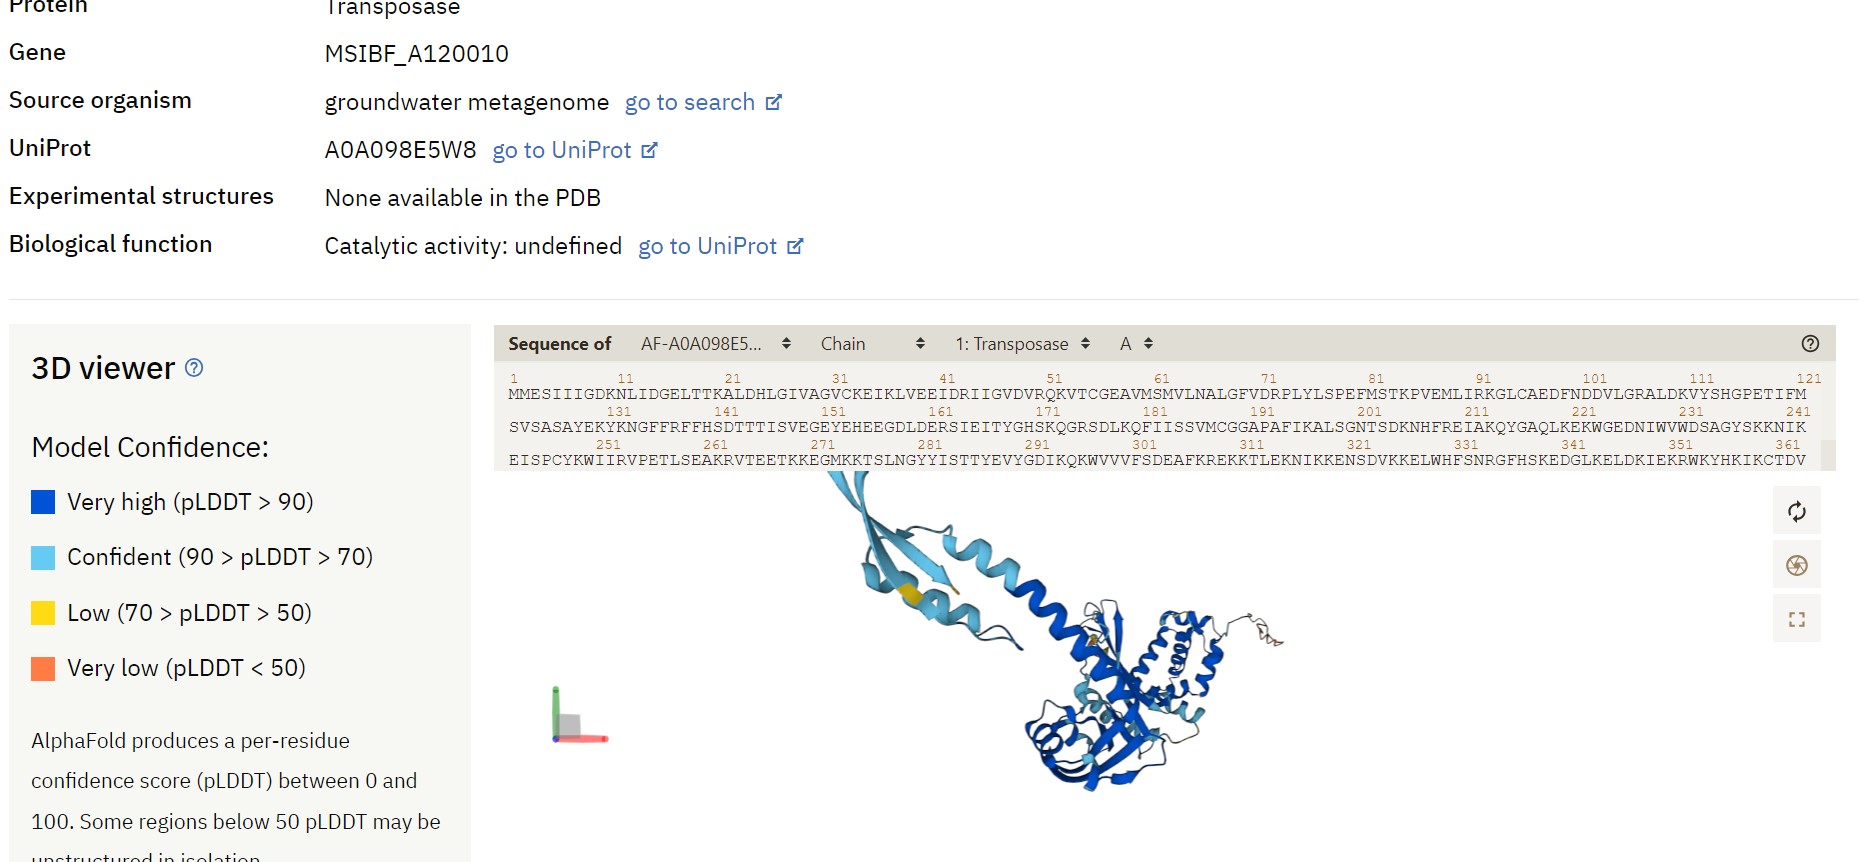 Protein Transposase
Gene MSIBF_A120010
Source organism groundwater metagenome go to search
UniProt A0A098E5W8 go to UniProt
Experimental structures None available in the PDB
Biological function Catalytic activity: undefined go to UniProt
3D viewer ?
Model Confidence:
Very high (pLDDT > 90)
Confident (90 > pLDDT > 70)
Low (70 > pLDDT > 50)
Very low (pLDDT < 50)
AlphaFold produces a per-residue
confidence score (pLDDT) between 0 and
100. Some regions below 50 pLDDT may be
unstructured in isolation.
Sequence of AF-A0A098E5... Chain 1: Transposase A ?
1 11 21 31 41 51 61 71 81 91 101 111 121
MMESIIIGDKNLIDGELTTKALDHLGIVAGVCKEIKLVEEIDRIIGVDVRQKVTCGEAVMSMVLNALGFVDRPLYLSPEFMSTKPVEMLIRKGLCAEDFNDDVLGRALDKVYSHGPETIFM
131 141 151 161 171 181 191 201 211 221 231 241
SVSASAYEKYKNGFFRFFHSDTTTISVEGEYEHEEGDLDERSIEITYGHSKQGRSDLKQFIISSVMCGGAPAFIKALSGNTSDKNHFREIAKQYGAQLKEKWGEDNIWVWDSAGYSKKNIK
251 261 271 281 291 301 311 321 331 341 351 361
EISPCYKWIIRVPETLSEAKRVTEETKKEGMKKTSLNGYYISTTYEVYGDIKQKWVVVFSDEAFKREKKTLEKNIKKENSDVKKELWHFSNRGFHSKEDGLKELDKIEKRWKYHKIKCTDV